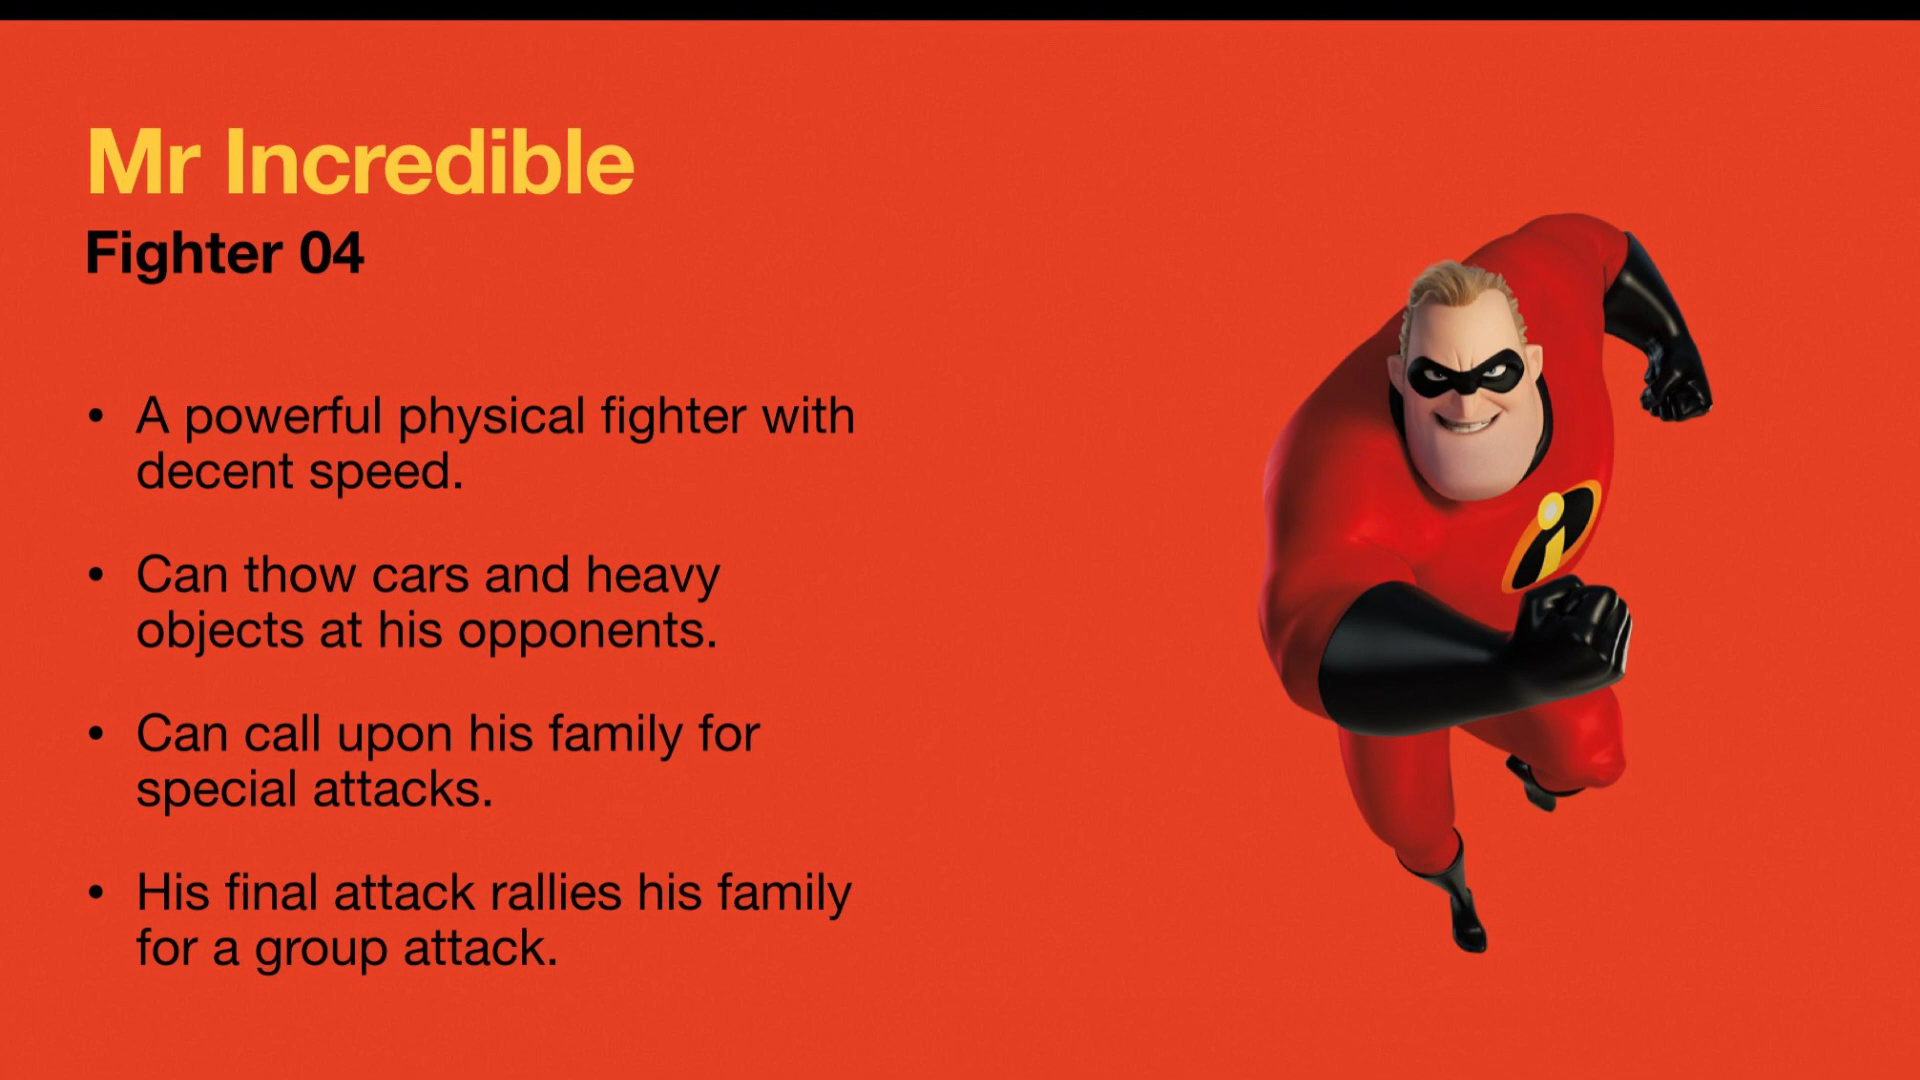 Mr Incredible
Fighter 04
• A powerful physical fighter with
decent speed.
• Can thow cars and heavy
objects at his opponents.
• Can call upon his family for
special attacks.
• His final attack rallies his family
for a group attack.